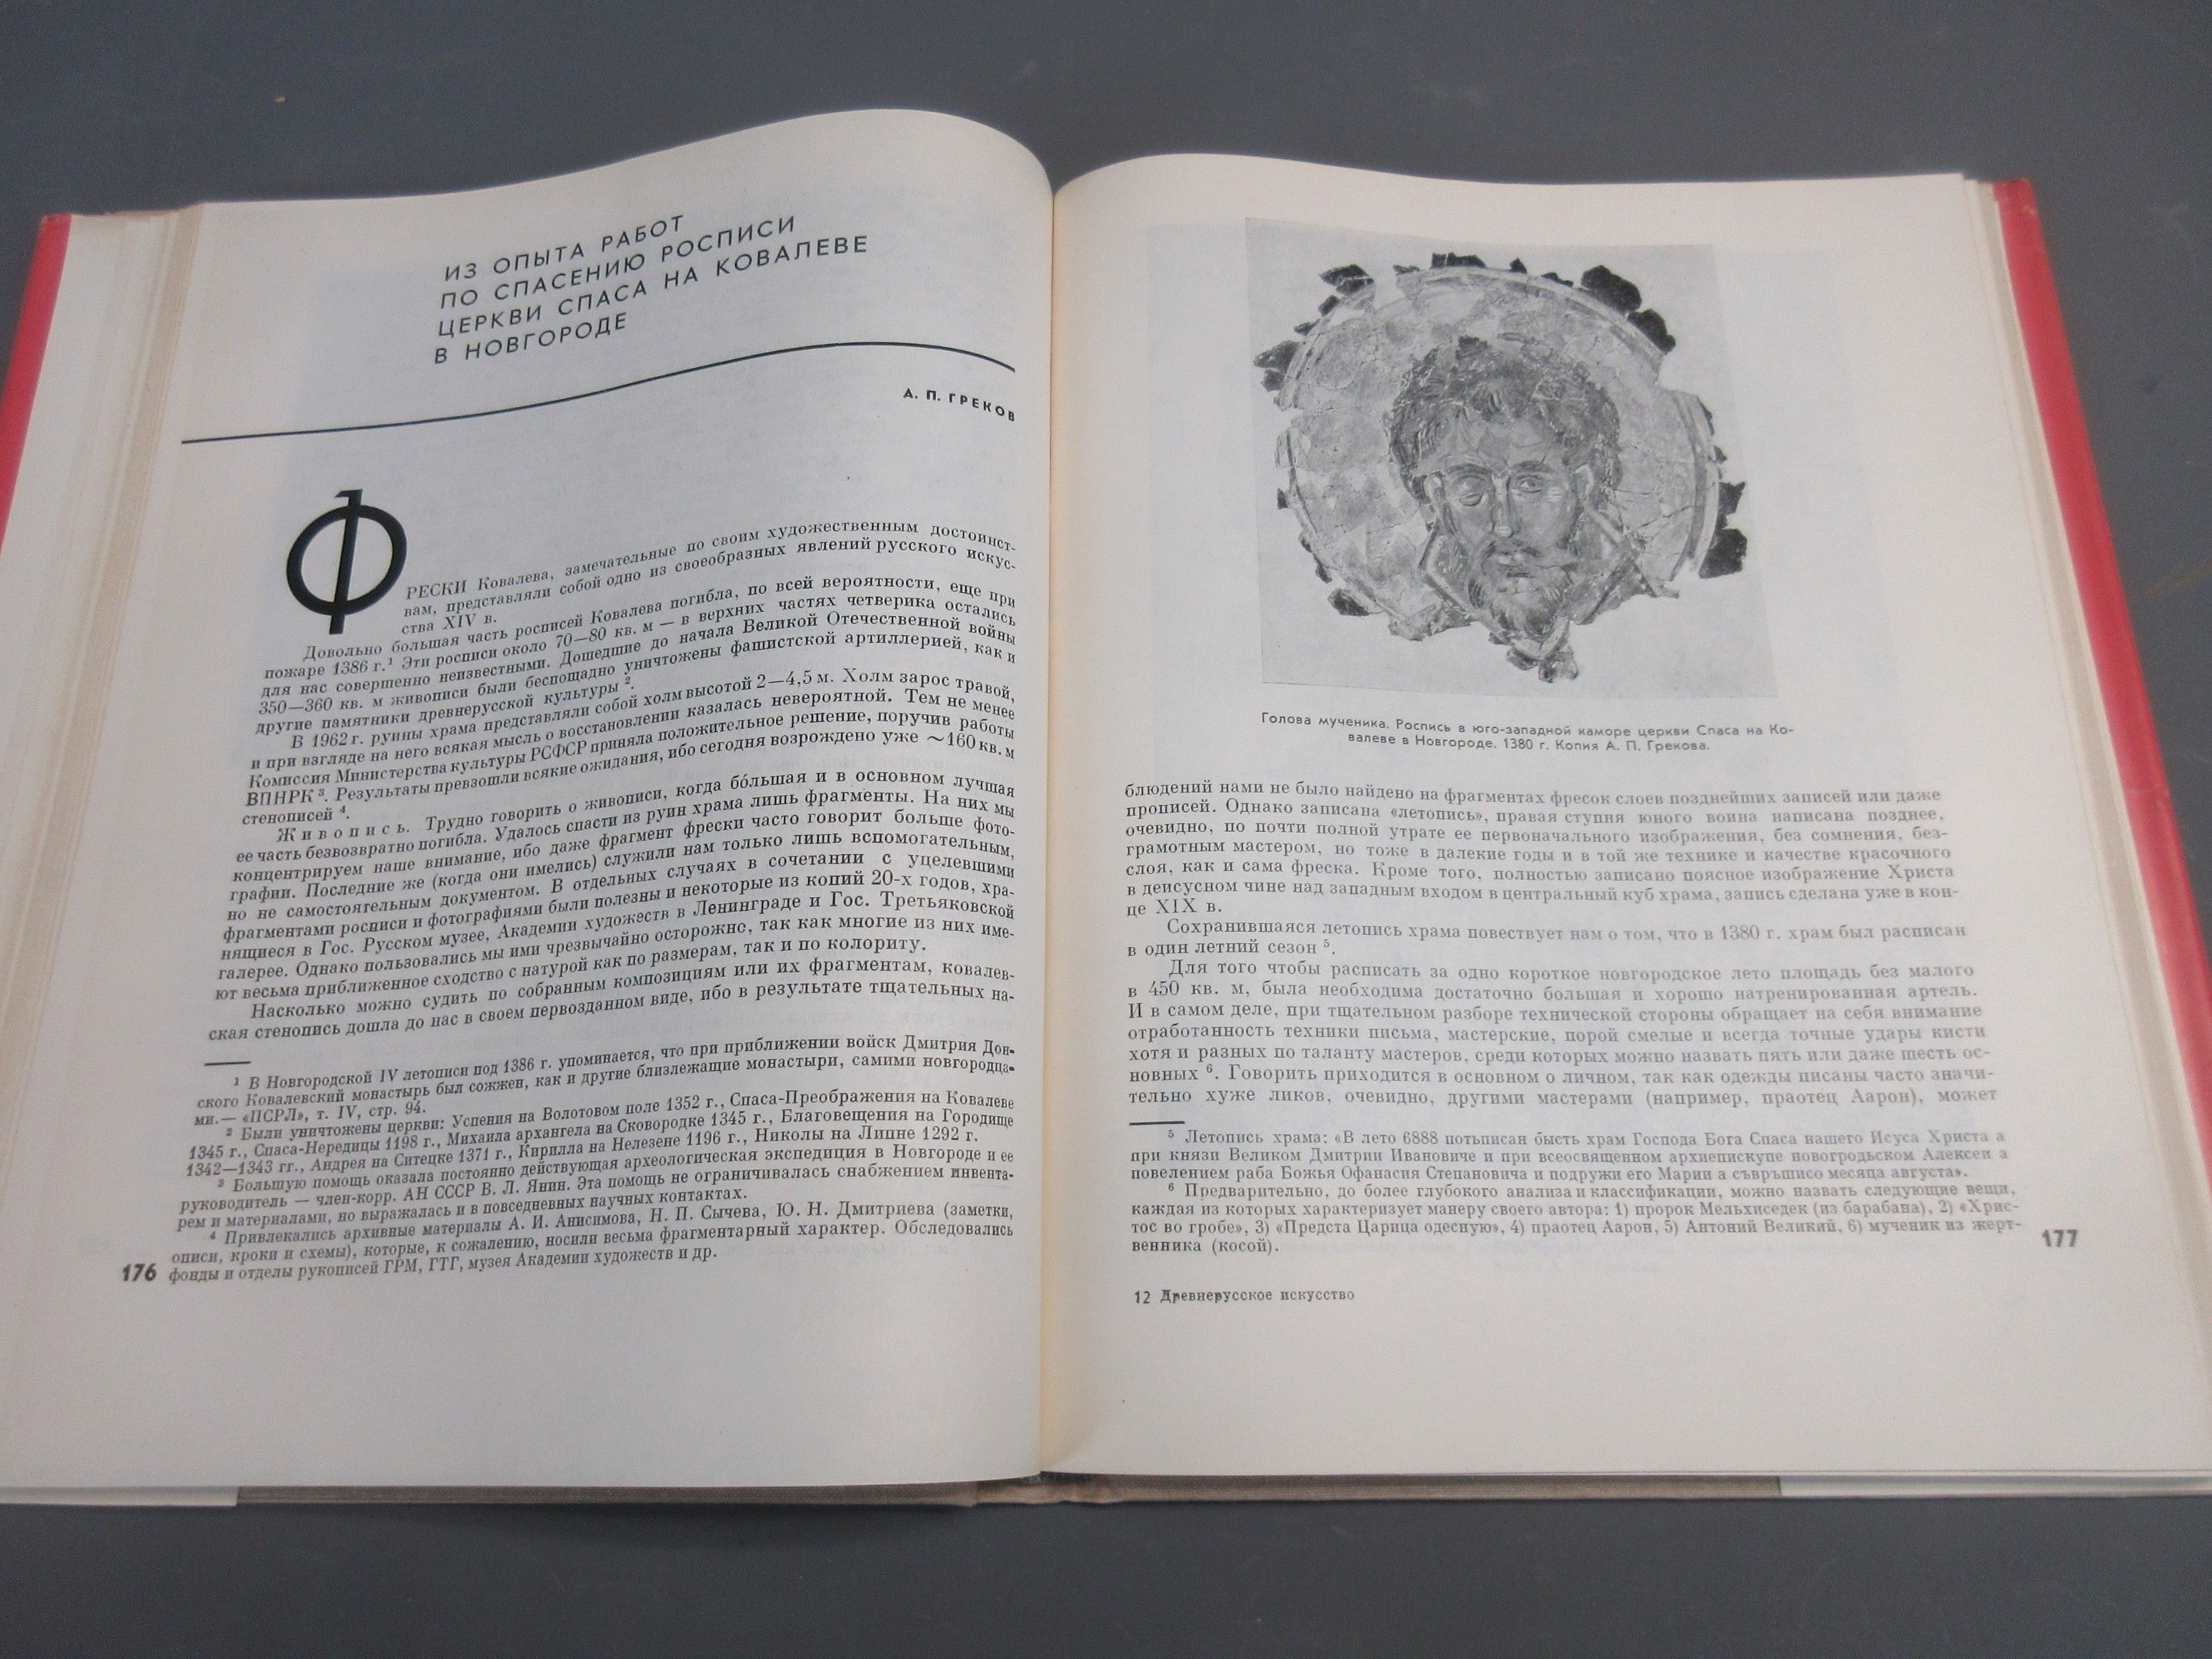 ИЗ ОПЫТА РАБОТ
ПО СПАСЕНИЮ РОСПИСИ
ЦЕРКВИ СПАСА НА КОВАЛЕВЕ
В НОВГОРОДЕ
А. П. ГРЕКОВ
ФРЕСКИ Ковалева, замечательные по своим художественным достоинст-
вам, представляли собой одно из своеобразных явлений русского искус-
ства XIV в.
Довольно большая часть росписей Ковалева погибла, по всей вероятности, еще при
пожаре 1386 г.¹ Эти росписи около 70—80 кв. м — в верхних частях четверика остались
для нас совершенно неизвестными. Дошедшие до начала Великой Отечественной войны
350—360 кв. м живописи были беспощадно уничтожены фашистской артиллерией, как и
другие памятники древнерусской культуры ².
В 1962 г. руины храма представляли собой холм высотой 2—4,5 м. Холм зарос травой,
и при взгляде на него всякая мысль о восстановлении казалась невероятной. Тем не менее
Комиссия Министерства культуры РСФСР приняла положительное решение, поручив работы
ВПНРК ³. Результаты превзошли всякие ожидания, ибо сегодня возрождено уже ~160 кв. м
стенописей ⁴.
Живопись. Трудно говорить о живописи, когда бо́льшая и в основном лучшая
ее часть безвозвратно погибла. Удалось спасти из руин храма лишь фрагменты. На них мы
концентрируем наше внимание, ибо даже фрагмент фрески часто говорит больше фото-
графии. Последние же (когда они имелись) служили нам только лишь вспомогательным,
но не самостоятельным документом. В отдельных случаях в сочетании с уцелевшими
фрагментами росписи и фотографиями были полезны и некоторые из копий 20-х годов, хра-
нящиеся в Гос. Русском музее, Академии художеств в Ленинграде и Гос. Третьяковской
галерее. Однако пользовались мы ими чрезвычайно осторожно, так как многие из них име-
ют весьма приближенное сходство с натурой как по размерам, так и по колориту.
Насколько можно судить по собранным композициям или их фрагментам, ковалев-
ская стенопись дошла до нас в своем первозданном виде, ибо в результате тщательных на-
¹ В Новгородской IV летописи под 1386 г. упоминается, что при приближении войск Дмитрия Дон-
ского Ковалевский монастырь был сожжен, как и другие близлежащие монастыри, самими новгородца-
ми.— «ПСРЛ», т. IV, стр. 94.
² Были уничтожены церкви: Успения на Волотовом поле 1352 г., Спаса-Преображения на Ковалеве
1345 г., Спаса-Нередицы 1198 г., Михаила архангела на Сковородке 1345 г., Благовещения на Городище
1342—1343 гг., Андрея на Ситецке 1371 г., Кирилла на Нелезене 1196 г., Николы на Липне 1292 г.
³ Большую помощь оказала постоянно действующая археологическая экспедиция в Новгороде и ее
руководитель — член-корр. АН СССР В. Л. Янин. Эта помощь не ограничивалась снабжением инвента-
рем и материалами, но выражалась и в повседневных научных контактах.
⁴ Привлекались архивные материалы А. И. Анисимова, Н. П. Сычева, Ю. Н. Дмитриева (заметки,
описи, кроки и схемы), которые, к сожалению, носили весьма фрагментарный характер. Обследовались
фонды и отделы рукописей ГРМ, ГТГ, музея Академии художеств и др.
176
Голова мученика. Роспись в юго-западной каморе церкви Спаса на Ко-
валеве в Новгороде. 1380 г. Копия А. П. Грекова.
блюдений нами не было найдено на фрагментах фресок слоев позднейших записей или даже
прописей. Однако записана «летопись», правая ступня юного воина написана позднее,
очевидно, по почти полной утрате ее первоначального изображения, без сомнения, без-
грамотным мастером, но тоже в далекие годы и в той же технике и качестве красочного
слоя, как и сама фреска. Кроме того, полностью записано поясное изображение Христа
в деисусном чине над западным входом в центральный куб храма, запись сделана уже в кон-
це XIX в.
Сохранившаяся летопись храма повествует нам о том, что в 1380 г. храм был расписан
в один летний сезон ⁵.
Для того чтобы расписать за одно короткое новгородское лето площадь без малого
в 450 кв. м, была необходима достаточно большая и хорошо натренированная артель.
И в самом деле, при тщательном разборе технической стороны обращает на себя внимание
отработанность техники письма, мастерские, порой смелые и всегда точные удары кисти
хотя и разных по таланту мастеров, среди которых можно назвать пять или даже шесть ос-
новных ⁶. Говорить приходится в основном о личном, так как одежды писаны часто значи-
тельно хуже ликов, очевидно, другими мастерами (например, праотец Аарон), может
⁵ Летопись храма: «В лето 6888 потьписан бысть храм Господа Бога Спаса нашего Исуса Христа а
при князи Великом Дмитрии Ивановиче и при всеосвященном архиепискупе новогродьском Алексеи а
повелением раба Божья Офанасия Степановича и подружи его Марии а съвръшисо месяца августа».
⁶ Предварительно, до более глубокого анализа и классификации, можно назвать следующие вещи,
каждая из которых характеризует манеру своего автора: 1) пророк Мельхиседек (из барабана), 2) «Хрис-
тос во гробе», 3) «Предста Царица одесную», 4) праотец Аарон, 5) Антоний Великий, 6) мученик из жерт-
венника (косой).
177
12 Древнерусское искусство